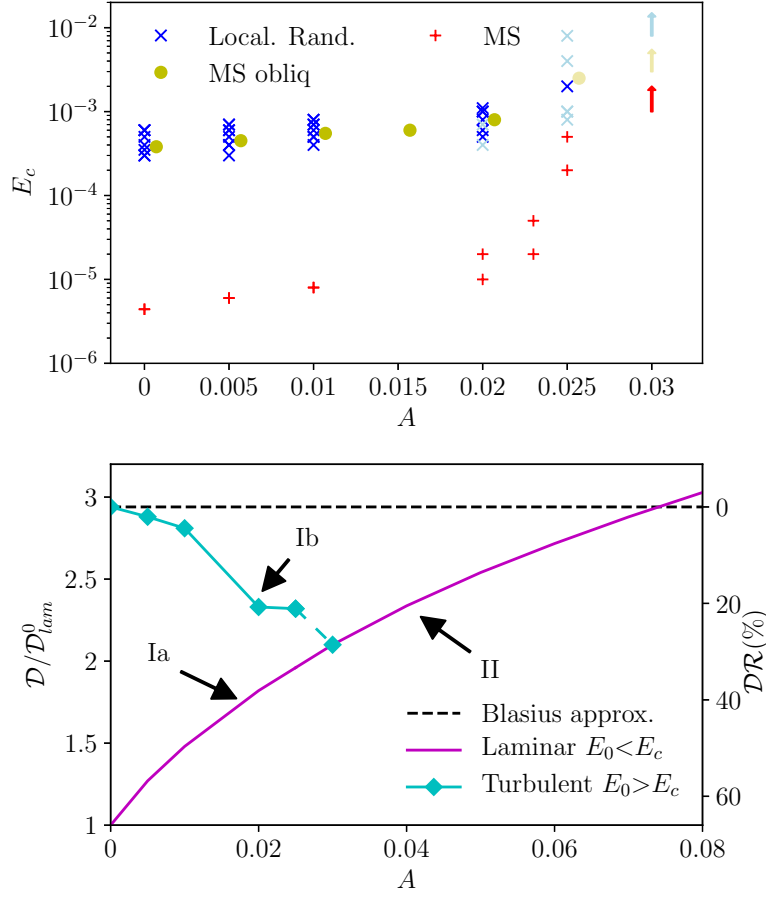 10⁻²
10⁻³
10⁻⁴
10⁻⁵
10⁻⁶
E_c
Local. Rand.
MS
MS obliq
0 0.005 0.01 0.015 0.02 0.025 0.03
A
3
2.5
2
1.5
1
𝒟/𝒟⁰_lam
Ib
Ia
II
Blasius approx.
Laminar E₀<E_c
Turbulent E₀>E_c
0
20
40
60
𝒟ℛ(%)
0 0.02 0.04 0.06 0.08
A